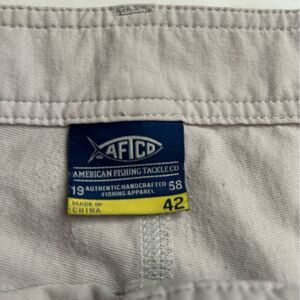 AFTCO
AMERICAN FISHING TACKLE CO
19 AUTHENTIC HANDCRAFTED 58
FISHING APPAREL
MADE IN
CHINA 42